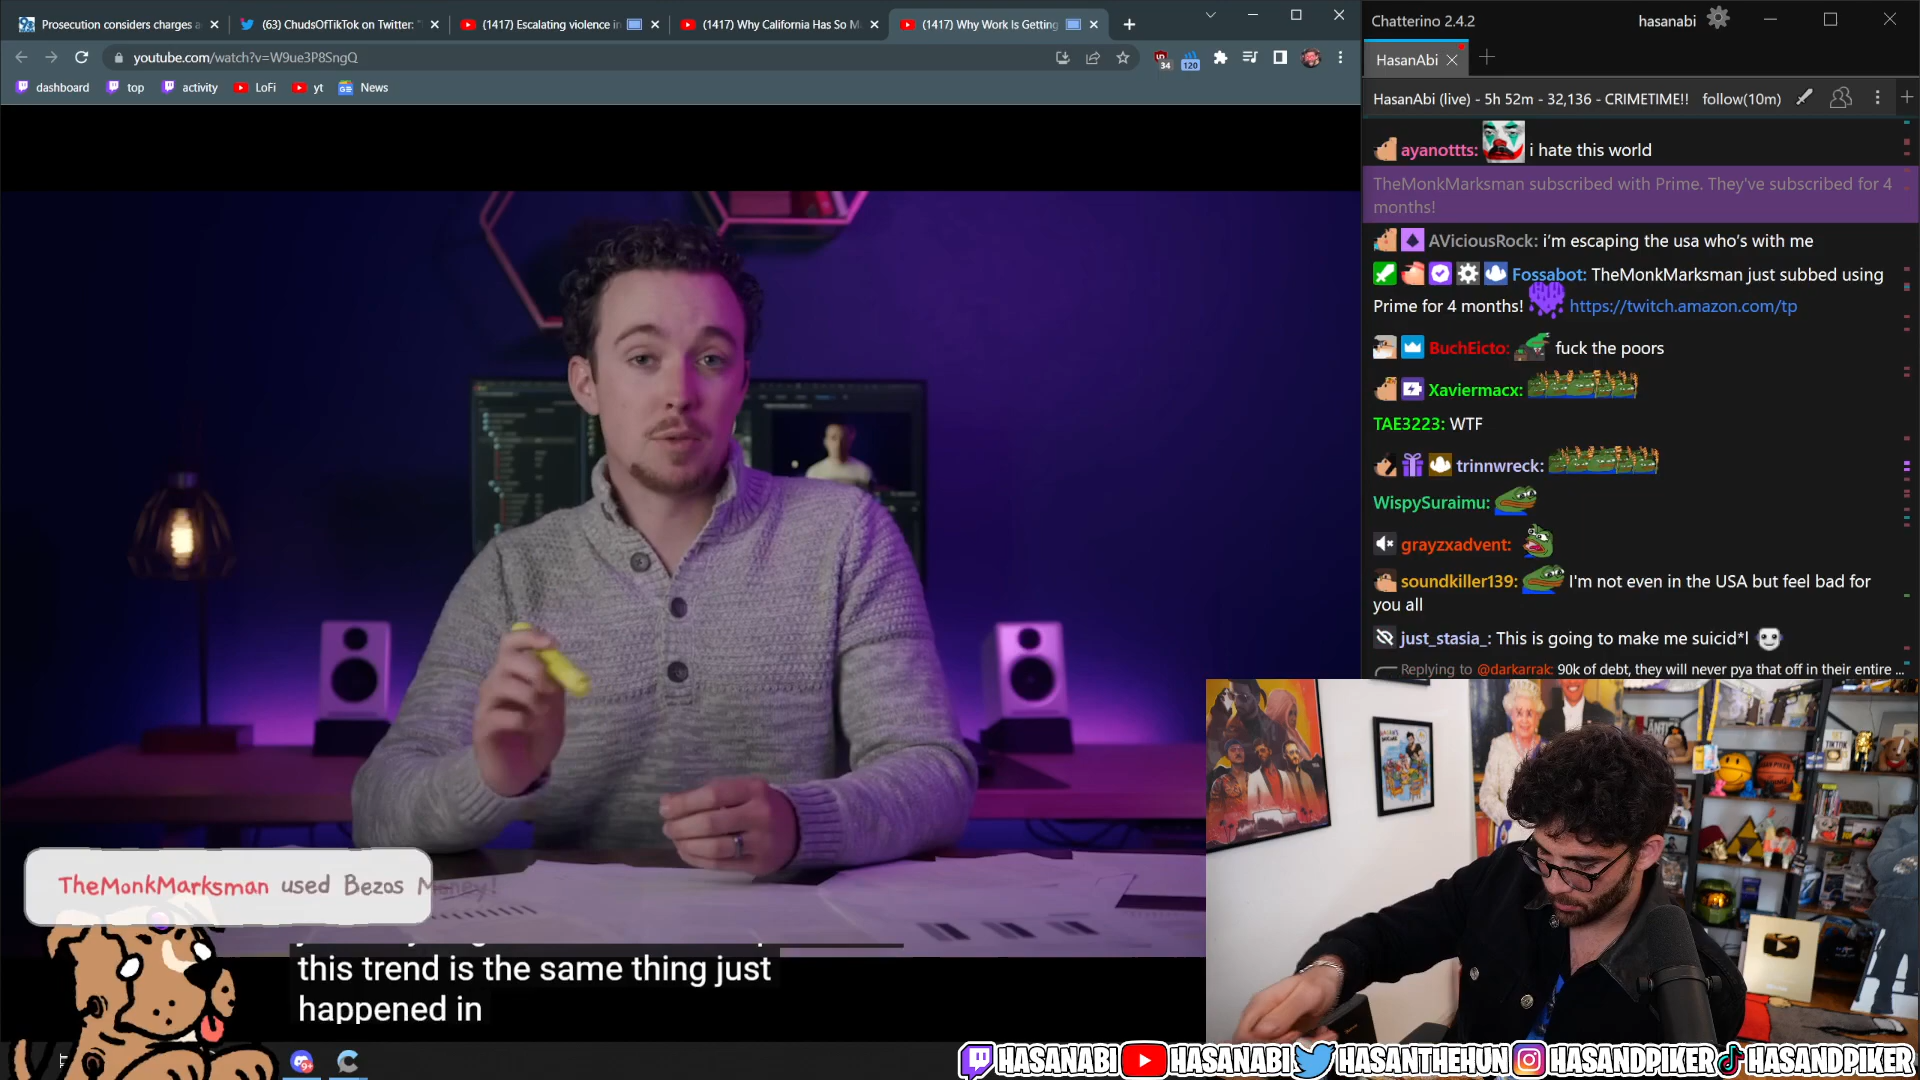 Prosecution considers charges a
(63) ChudsOfTikTok on Twitter: "
(1417) Escalating violence in
(1417) Why California Has So M
(1417) Why Work Is Getting
youtube.com/watch?v=W9ue3P8SngQ
34
120
dashboard
top
activity
LoFi
yt
News
Chatterino 2.4.2
hasanabi
HasanAbi
HasanAbi (live) - 5h 52m - 32,136 - CRIMETIME!! follow(10m)
ayanottts: i hate this world
TheMonkMarksman subscribed with Prime. They've subscribed for 4
months!
AViciousRock: i'm escaping the usa who's with me
Fossabot: TheMonkMarksman just subbed using
Prime for 4 months! https://twitch.amazon.com/tp
BuchEicto: fuck the poors
Xaviermacx:
TAE3223: WTF
trinnwreck:
WispySuraimu:
grayzxadvent:
soundkiller139: I'm not even in the USA but feel bad for
you all
just_stasia_: This is going to make me suicid*l
Replying to @darkarrak: 90k of debt, they will never pya that off in their entire ...
TheMonkMarksman used Bezos Money!
this trend is the same thing just
happened in
HASANABI HASANABI HASANTHEHUN HASANDPIKER HASANDPIKER